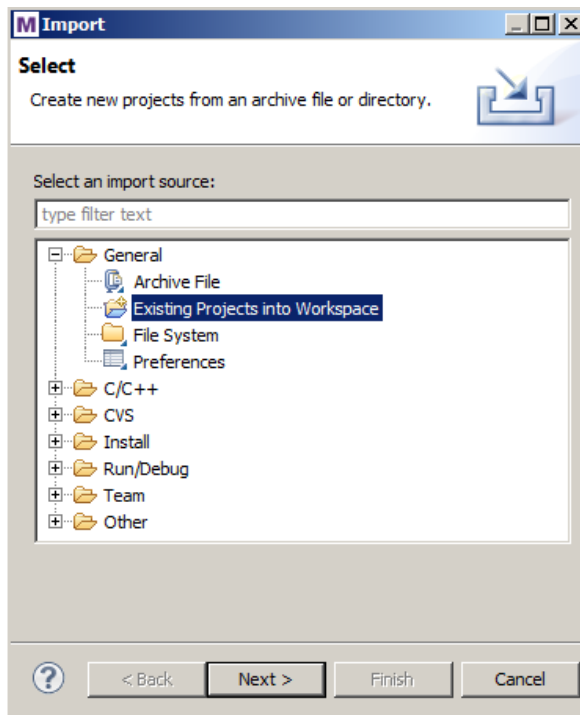 M Import
Select
Create new projects from an archive file or directory.
Select an import source:
type filter text
General
Archive File
Existing Projects into Workspace
File System
Preferences
C/C++
CVS
Install
Run/Debug
Team
Other
? < Back Next > Finish Cancel